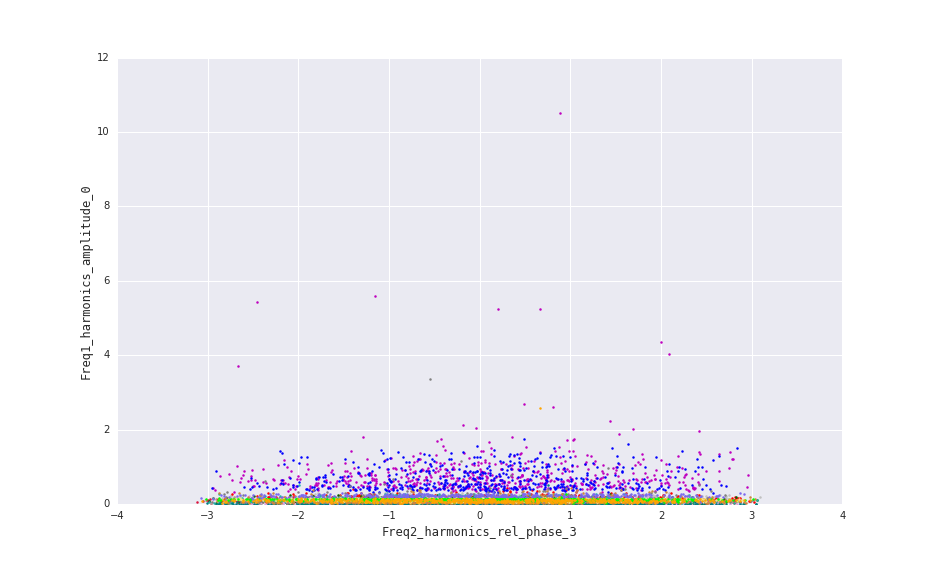 12
10
8
6
4
2
0
Freq1_harmonics_amplitude_0
−4 −3 −2 −1 0 1 2 3 4
Freq2_harmonics_rel_phase_3